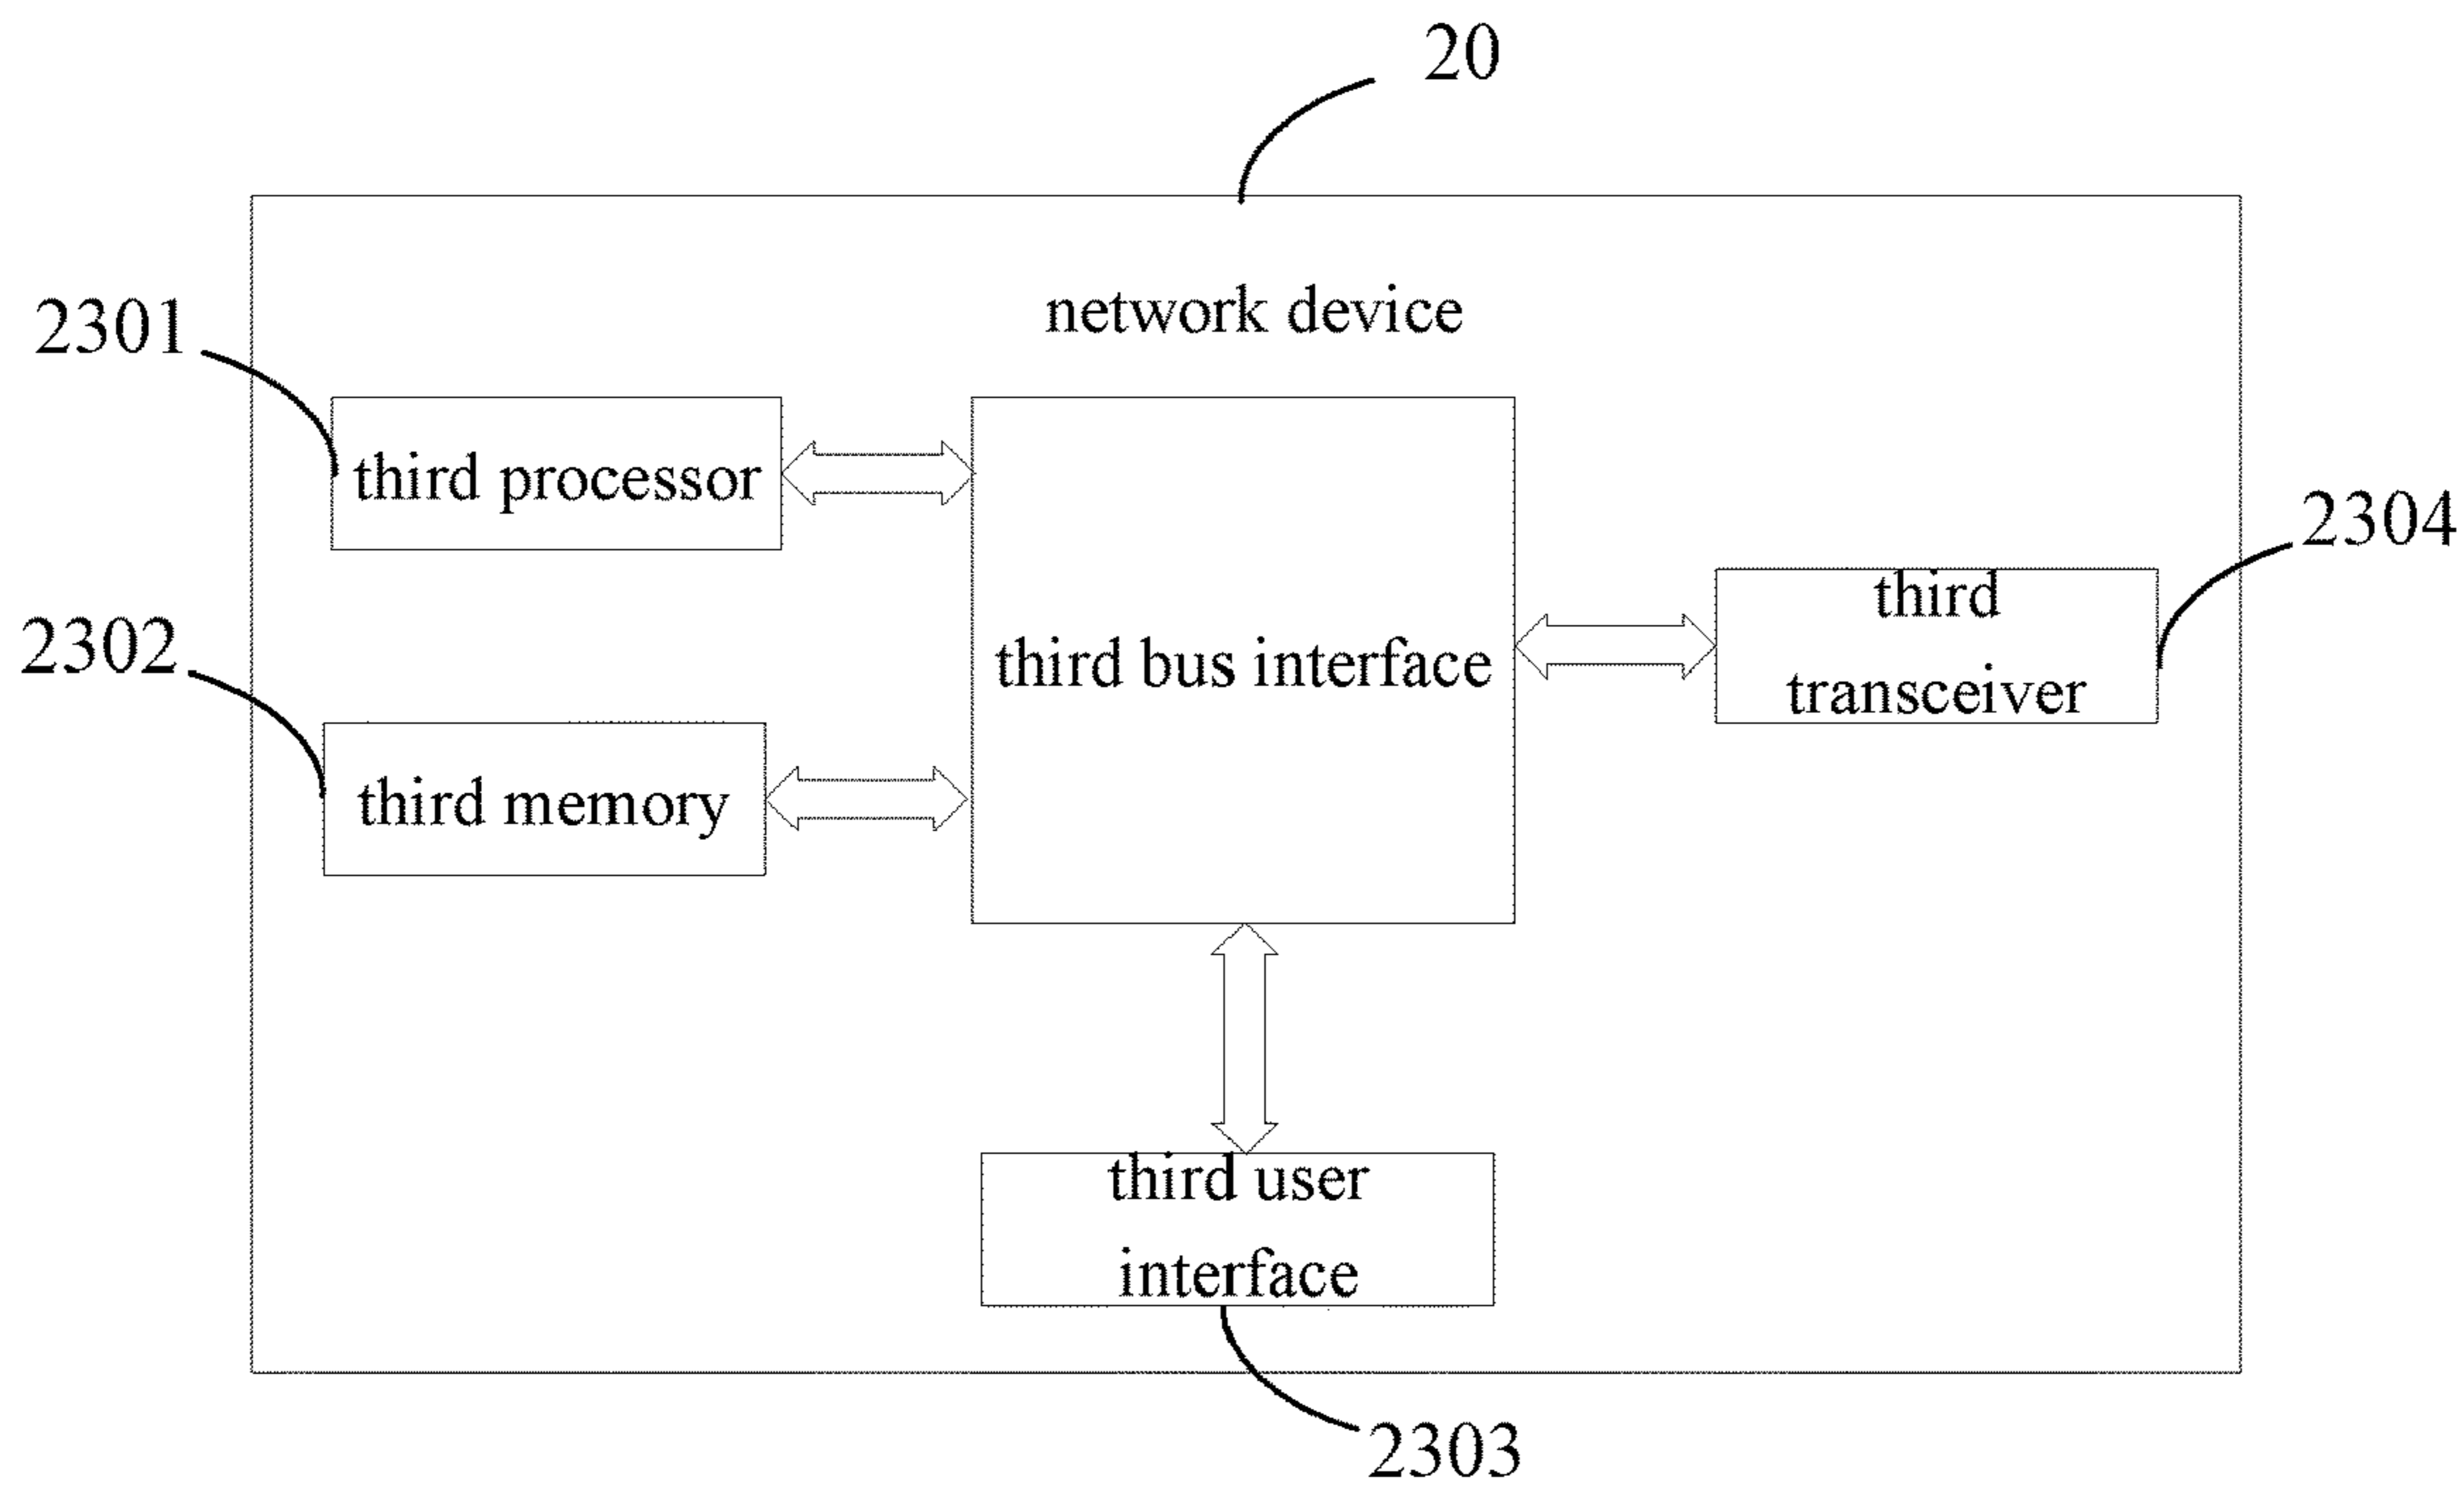 20
network device
2301
third processor
2304
third
transceiver
2302
third bus interface
third memory
third user
interface
2303